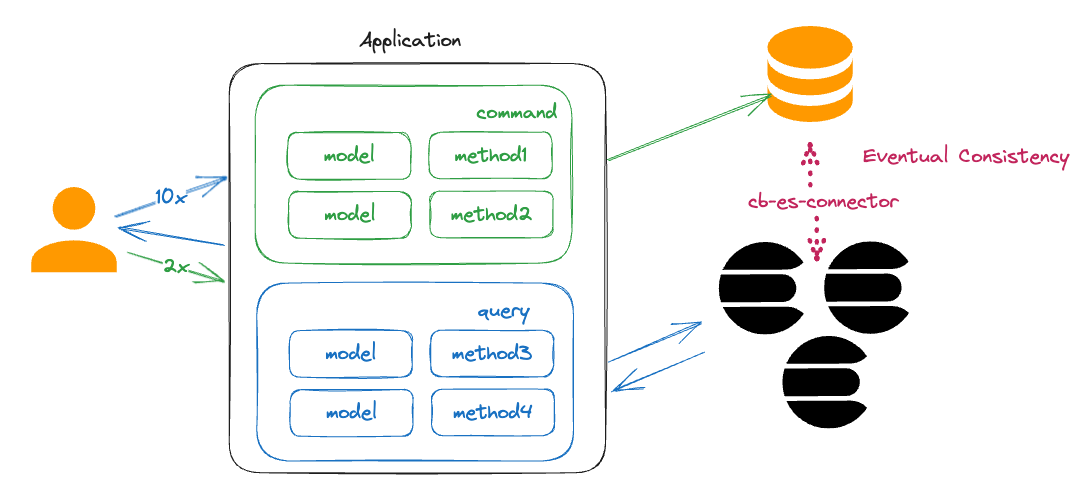 Application
command
model
method1
model
method2
10x
2x
query
model
method3
model
method4
Eventual Consistency
cb-es-connector